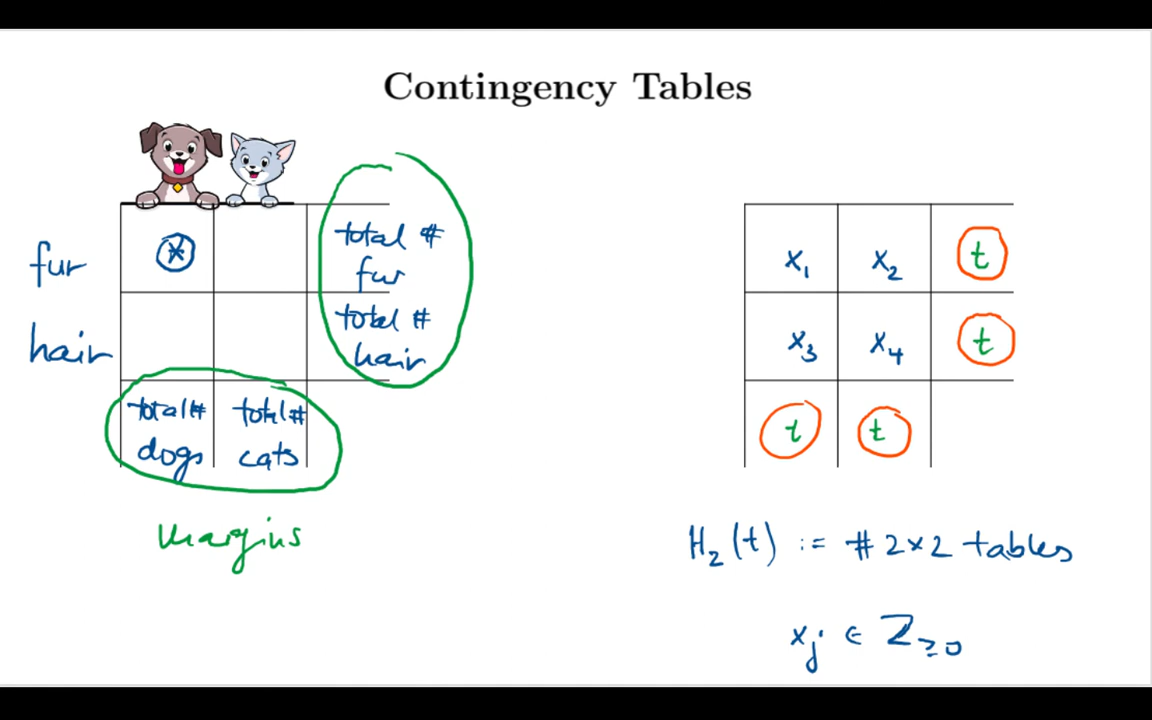 Contingency Tables
fur
hair
*
total #
fur
total #
hair
total #
dogs
total #
cats
margins
x₁ x₂ t
x₃ x₄ t
t t
H₂(t) := # 2×2 tables
xⱼ ∈ ℤ≥0